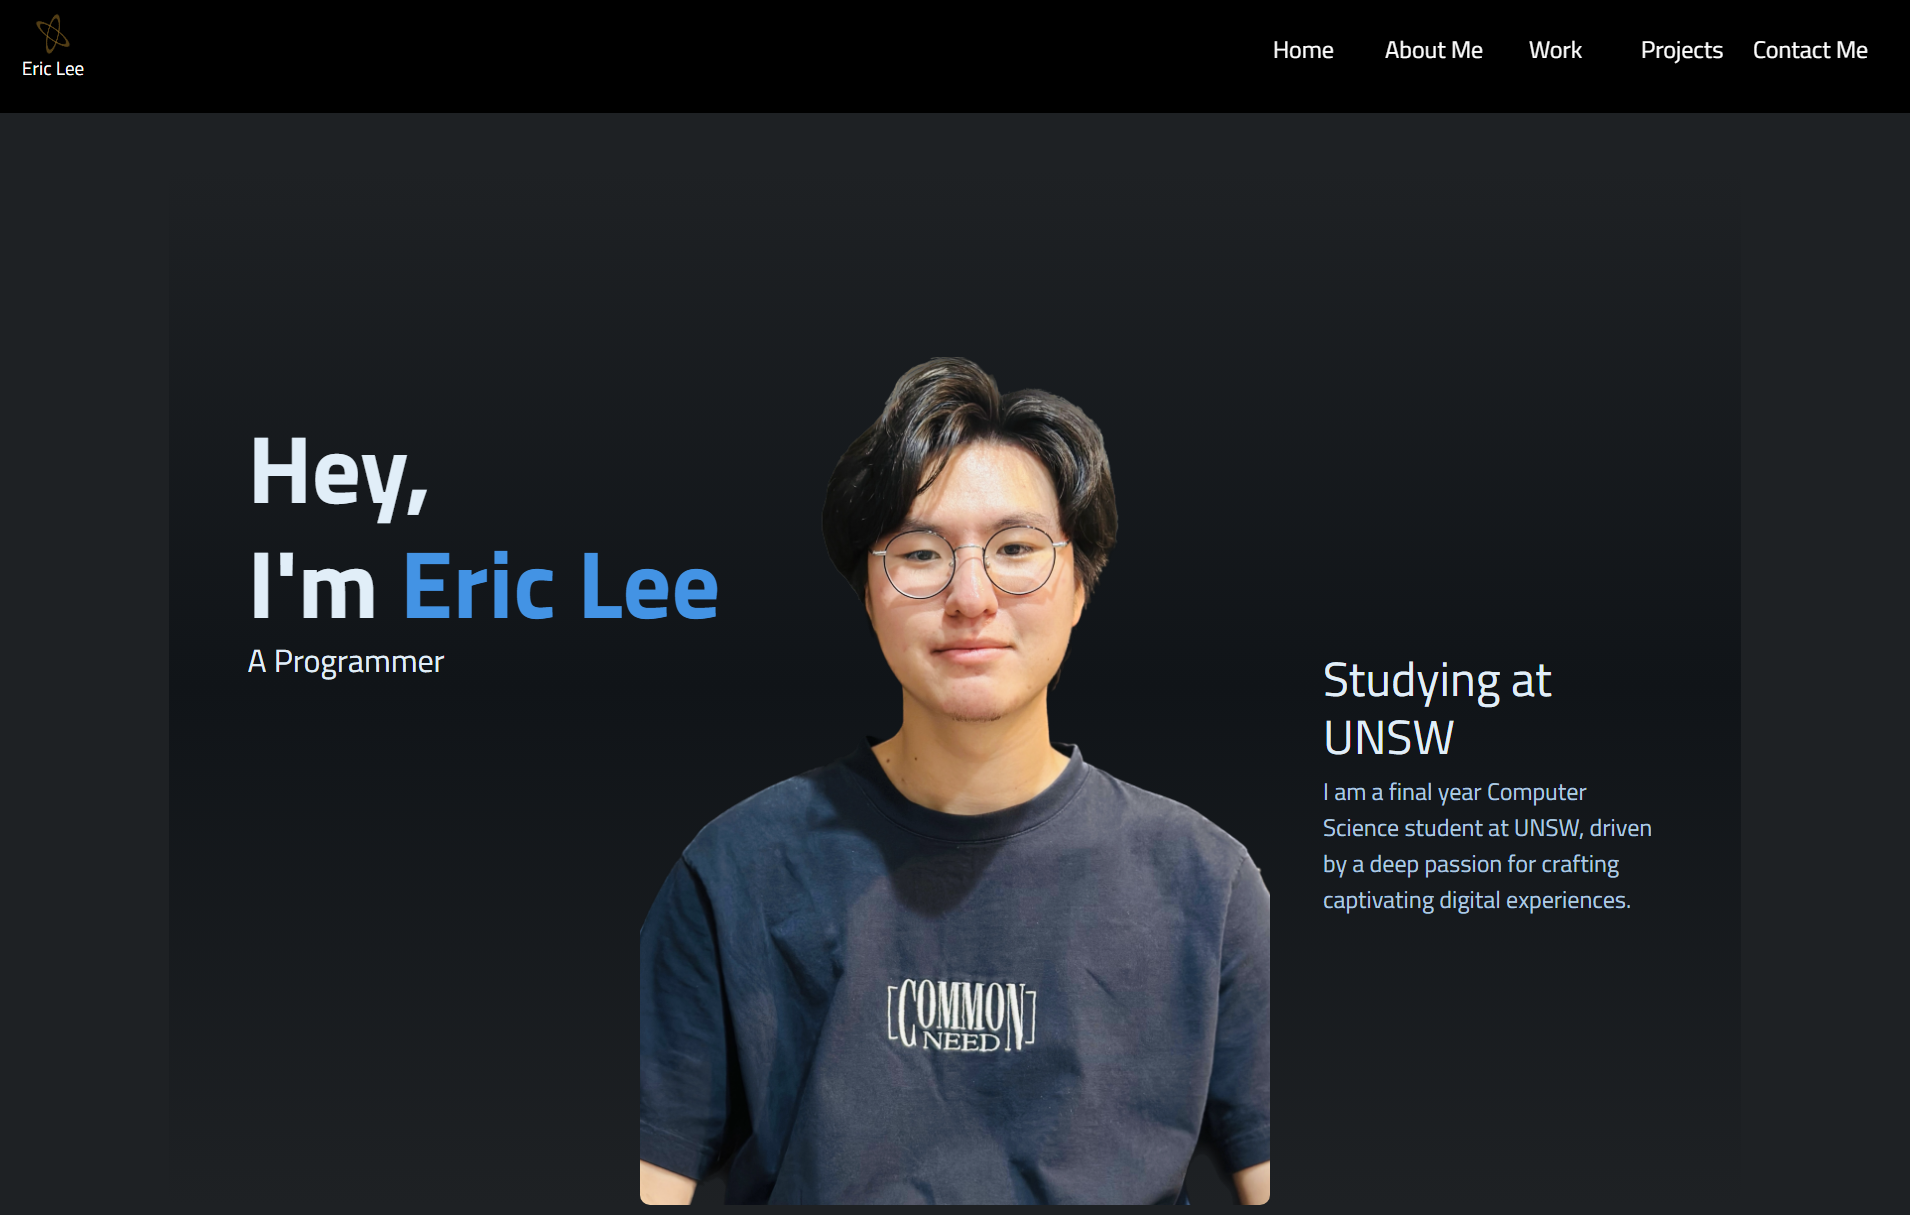 Eric Lee
Home About Me Work Projects Contact Me
Hey,
I'm Eric Lee
A Programmer
Studying at
UNSW
I am a final year Computer
Science student at UNSW, driven
by a deep passion for crafting
captivating digital experiences.
[COMMON]
NEED